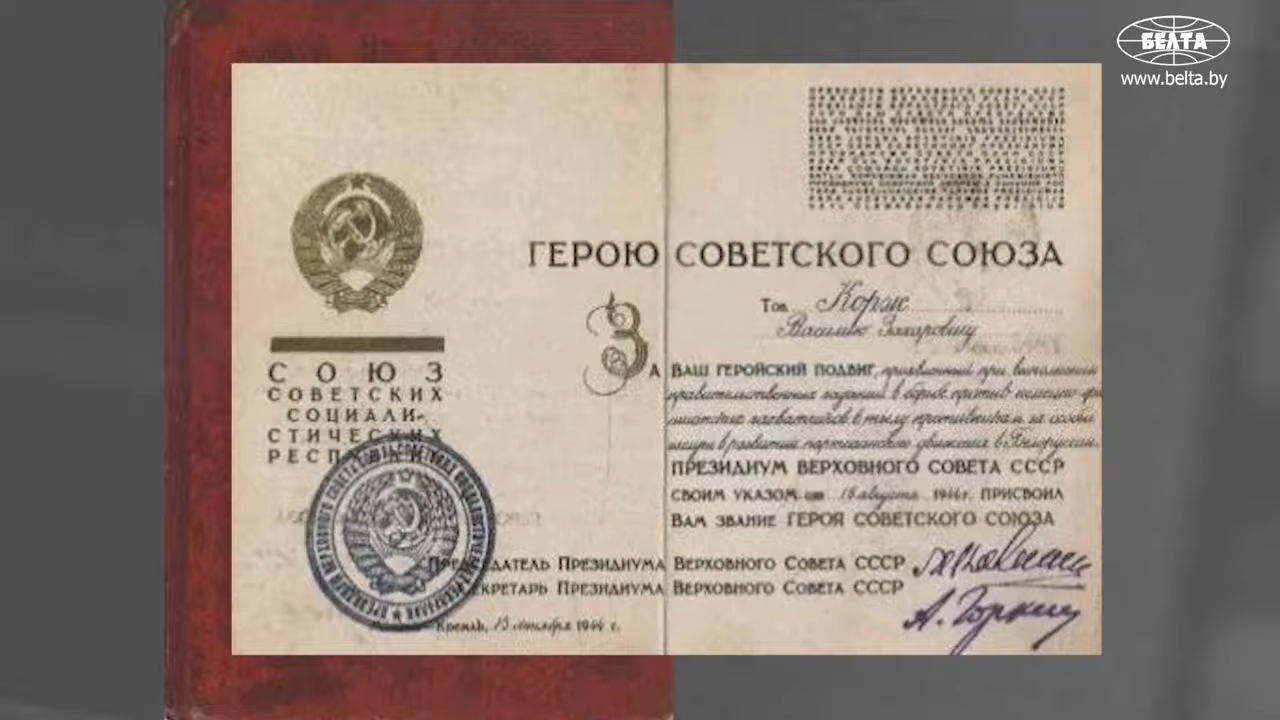 БЕЛТА
www.belta.by
ГЕРОЮ СОВЕТСКОГО СОЮЗА
Тов. Корж
Василию Захаровичу
СОЮЗ
СОВЕТСКИХ
СОЦИАЛИ-
СТИЧЕСКИХ
РЕСП
ЗА ВАШ ГЕРОЙСКИЙ ПОДВИГ, проявленный при выполнении
правительственных заданий в борьбе против немецко-фа
шистских захватчиков в тылу противника и за особые
заслуги в развитии партизанского движения в Белоруссии,
ПРЕЗИДИУМ ВЕРХОВНОГО СОВЕТА СССР
СВОИМ УКАЗОМ от 15 августа 1944 г. ПРИСВОИЛ
ВАМ ЗВАНИЕ ГЕРОЯ СОВЕТСКОГО СОЮЗА
ПРЕДСЕДАТЕЛЬ ПРЕЗИДИУМА ВЕРХОВНОГО СОВЕТА СССР
СЕКРЕТАРЬ ПРЕЗИДИУМА ВЕРХОВНОГО СОВЕТА СССР
А. Горкин
Кремль, 1944 г.